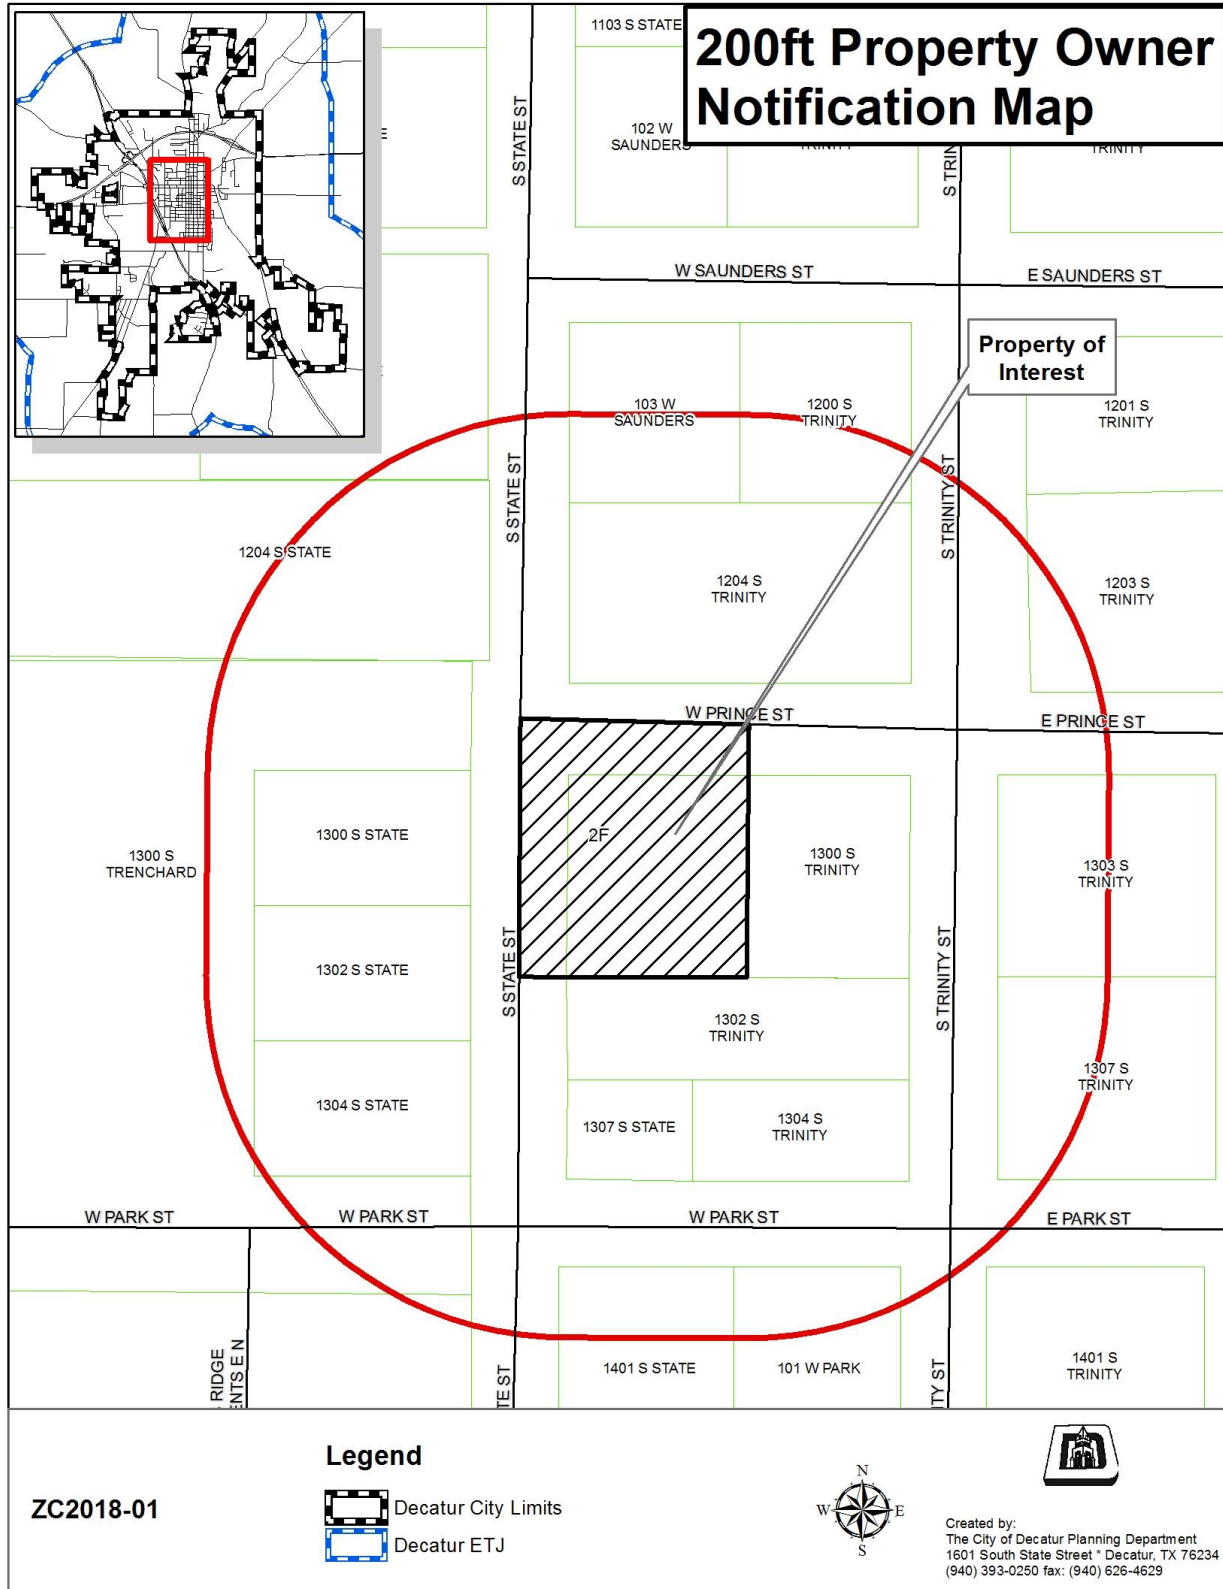 200ft Property Owner
Notification Map
1103 S STATE
102 W
SAUNDERS
TRINITY
S STATE ST
W SAUNDERS ST
E SAUNDERS ST
Property of
Interest
103 W
SAUNDERS
1200 S
TRINITY
1201 S
TRINITY
S STATE ST
S TRINITY ST
1204 S STATE
1204 S
TRINITY
1203 S
TRINITY
W PRINCE ST
E PRINCE ST
2F
1300 S STATE
1300 S
TRENCHARD
1300 S
TRINITY
1303 S
TRINITY
1302 S STATE
S STATE ST
S TRINITY ST
1302 S
TRINITY
1304 S STATE
1307 S STATE
1304 S
TRINITY
1307 S
TRINITY
W PARK ST
W PARK ST
W PARK ST
E PARK ST
RIDGE
E N
1401 S STATE
101 W PARK
1401 S
TRINITY
ZC2018-01
Legend
Decatur City Limits
Decatur ETJ
N
W E
S
Created by:
The City of Decatur Planning Department
1601 South State Street * Decatur, TX 76234
(940) 393-0250 fax: (940) 626-4629